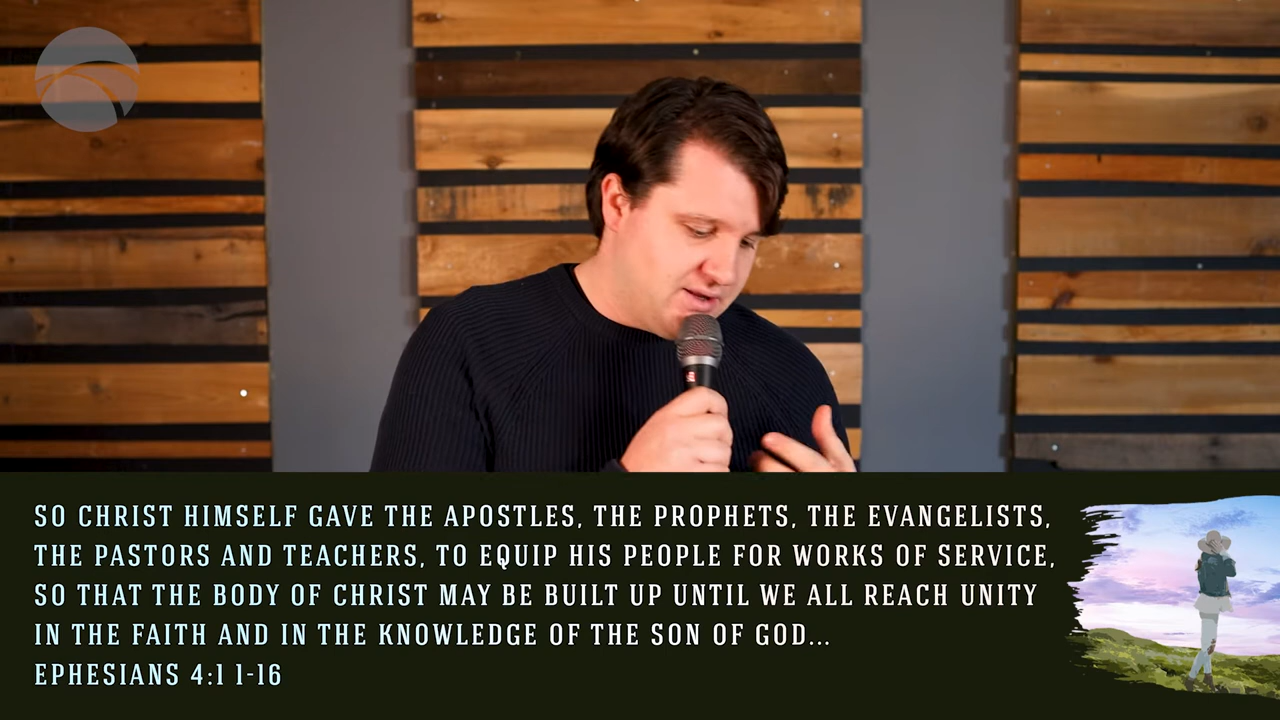 SO CHRIST HIMSELF GAVE THE APOSTLES, THE PROPHETS, THE EVANGELISTS,
THE PASTORS AND TEACHERS, TO EQUIP HIS PEOPLE FOR WORKS OF SERVICE,
SO THAT THE BODY OF CHRIST MAY BE BUILT UP UNTIL WE ALL REACH UNITY
IN THE FAITH AND IN THE KNOWLEDGE OF THE SON OF GOD...
EPHESIANS 4:1 1-16